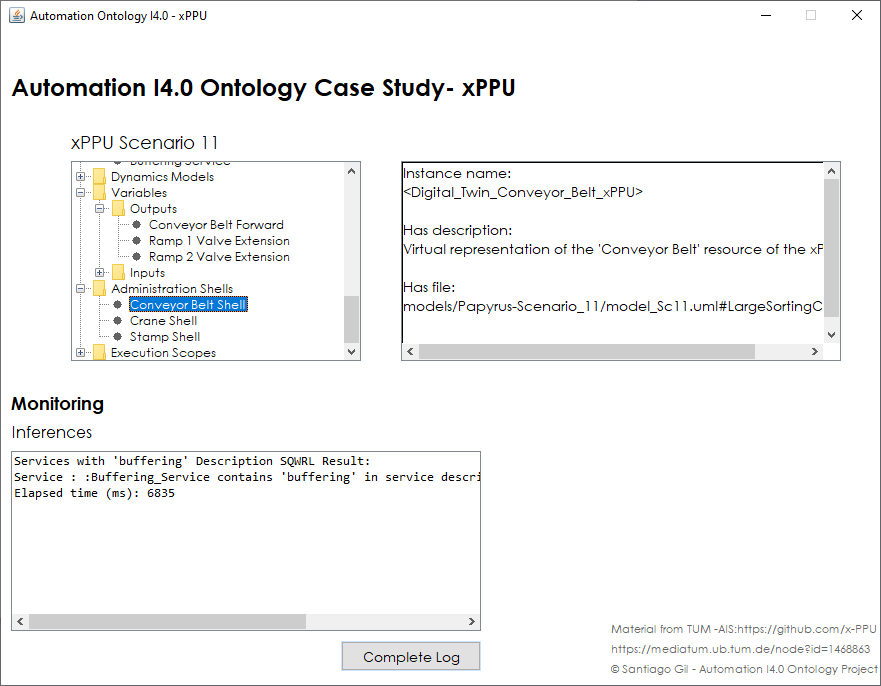 Automation Ontology I4.0 - xPPU
Automation I4.0 Ontology Case Study- xPPU
xPPU Scenario 11
Buffering Service
Dynamics Models
Variables
Outputs
Conveyor Belt Forward
Ramp 1 Valve Extension
Ramp 2 Valve Extension
Inputs
Administration Shells
Conveyor Belt Shell
Crane Shell
Stamp Shell
Execution Scopes
Instance name:
<Digital_Twin_Conveyor_Belt_xPPU>
Has description:
Virtual representation of the 'Conveyor Belt' resource of the xP
Has file:
models/Papyrus-Scenario_11/model_Sc11.uml#LargeSortingC
Monitoring
Inferences
Services with 'buffering' Description SQWRL Result:
Service : :Buffering_Service contains 'buffering' in service descri
Elapsed time (ms): 6835
Complete Log
Material from TUM -AIS:https://github.com/x-PPU
https://mediatum.ub.tum.de/node?id=1468863
© Santiago Gil - Automation I4.0 Ontology Project